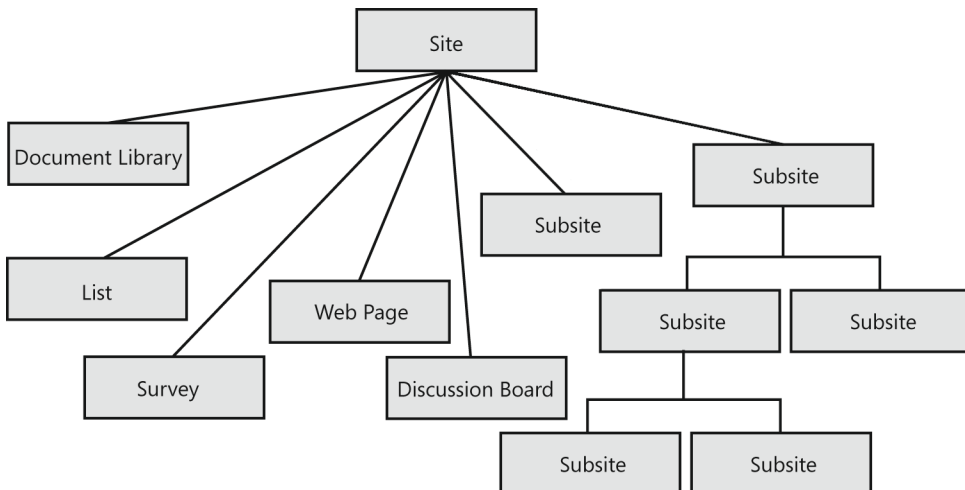 Site
Document Library
Subsite
Subsite
List
Web Page
Subsite
Subsite
Survey
Discussion Board
Subsite
Subsite